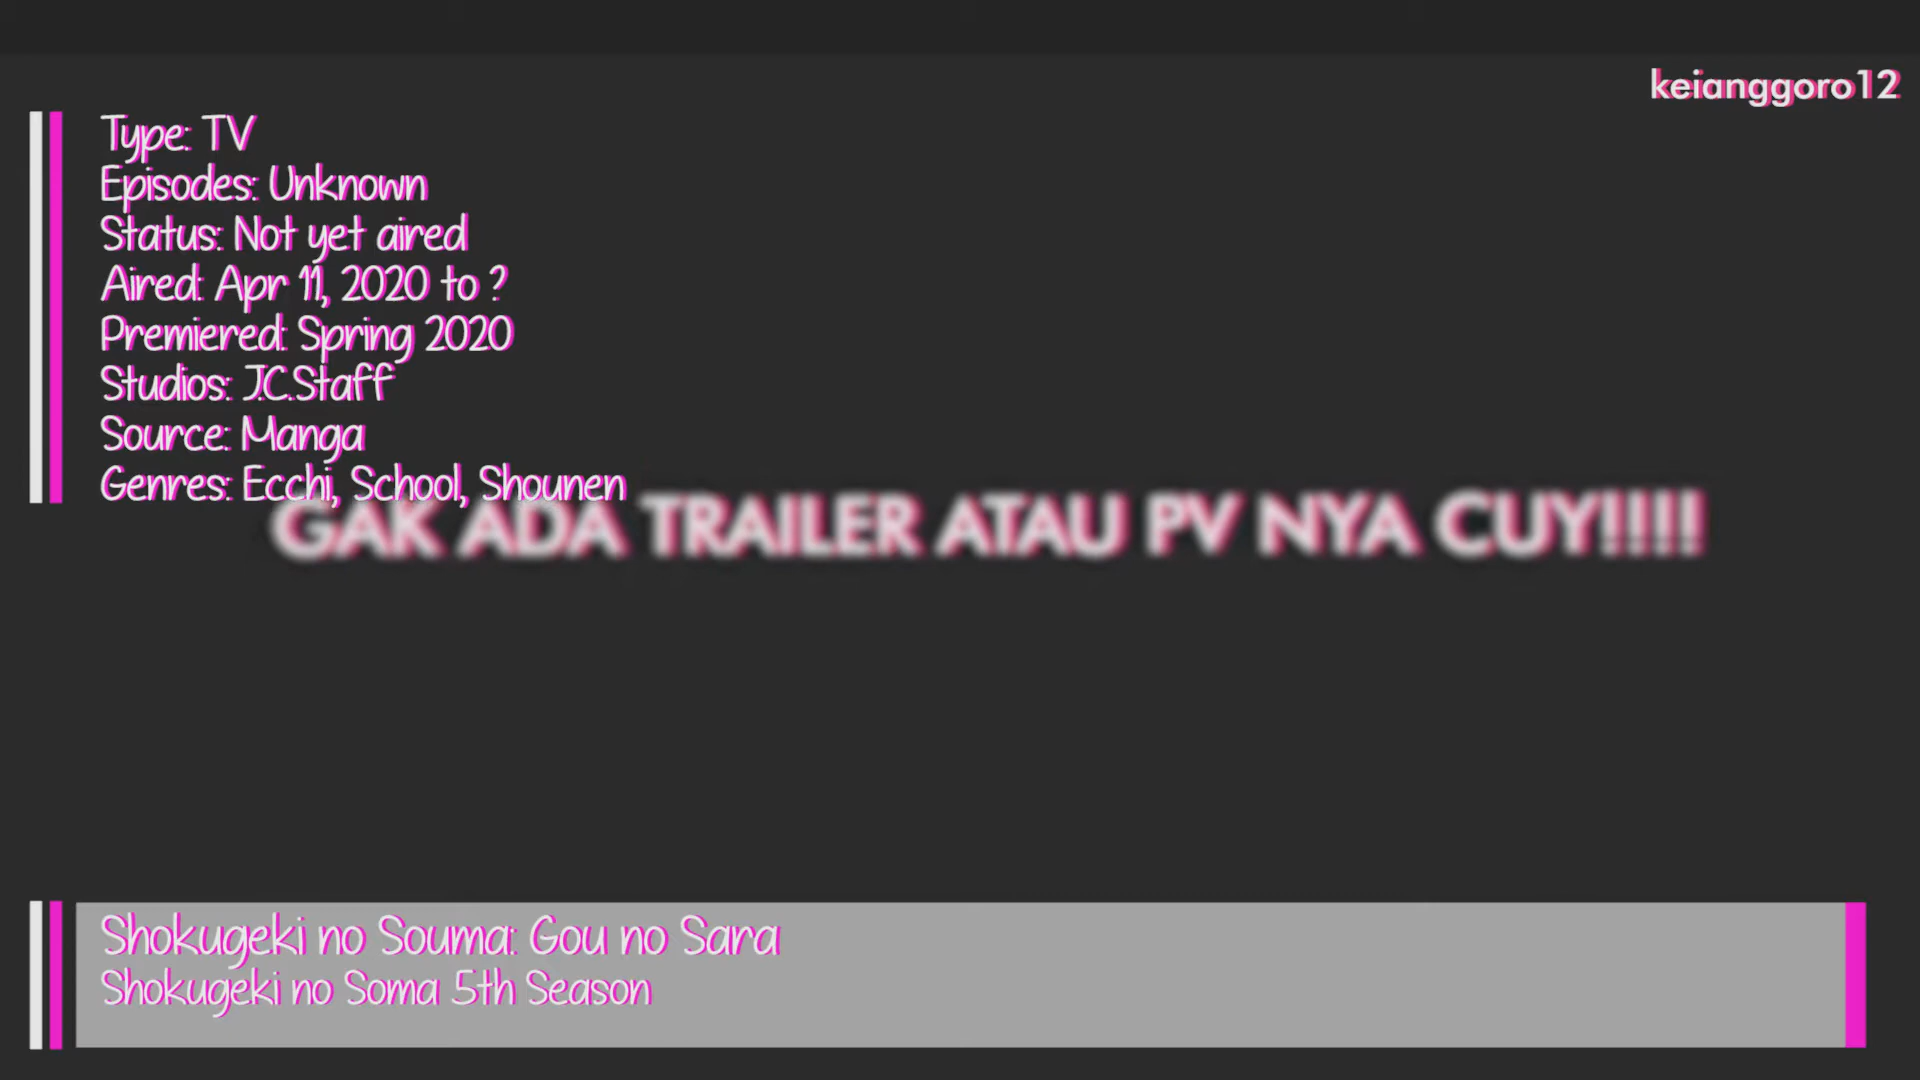 keianggoro12
Type: TV
Episodes: Unknown
Status: Not yet aired
Aired: Apr 11, 2020 to ?
Premiered: Spring 2020
Studios: J.C.Staff
Source: Manga
Genres: Ecchi, School, Shounen
GAK ADA TRAILER ATAU PV NYA CUY!!!!
Shokugeki no Souma: Gou no Sara
Shokugeki no Soma 5th Season